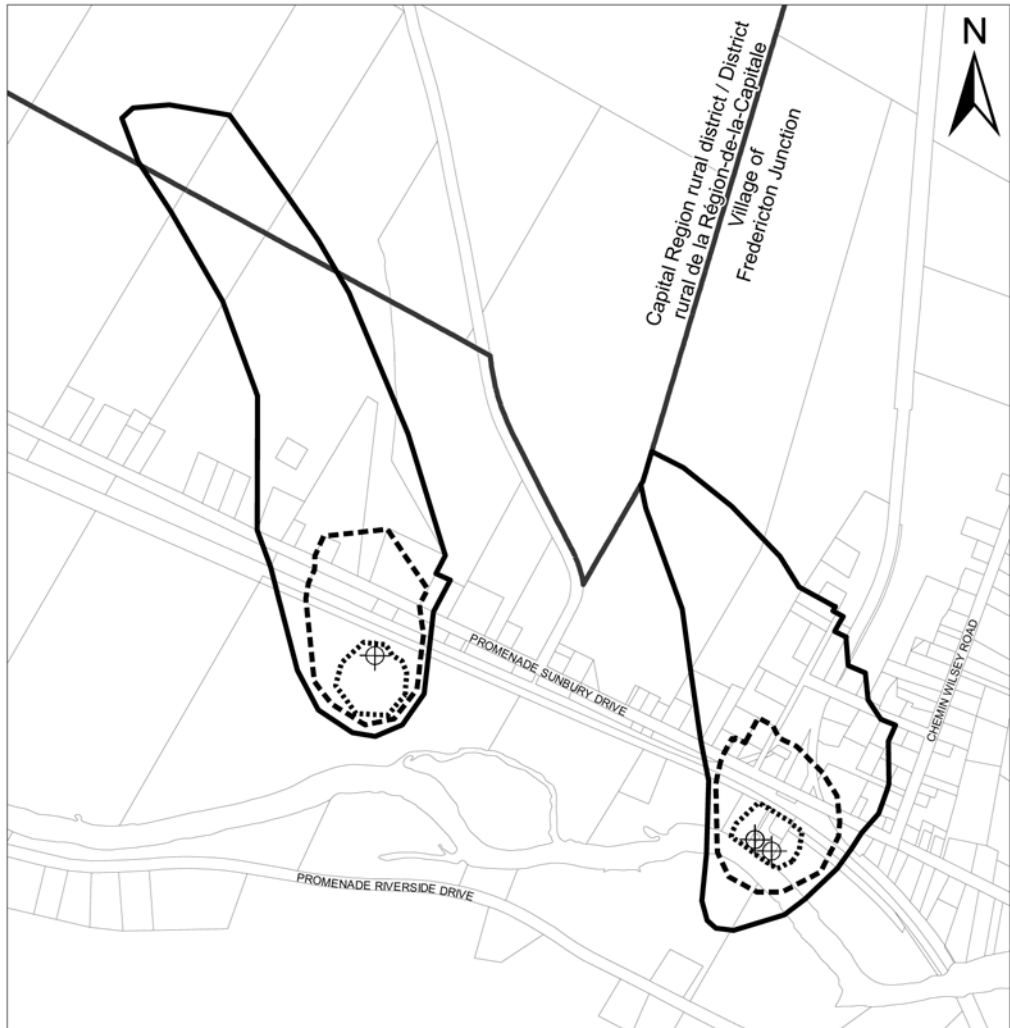 N
Capital Region rural district / District
rural de la Région-de-la-Capitale
Village of
Fredericton Junction
PROMENADE SUNBURY DRIVE
CHEMIN WILSEY ROAD
PROMENADE RIVERSIDE DRIVE